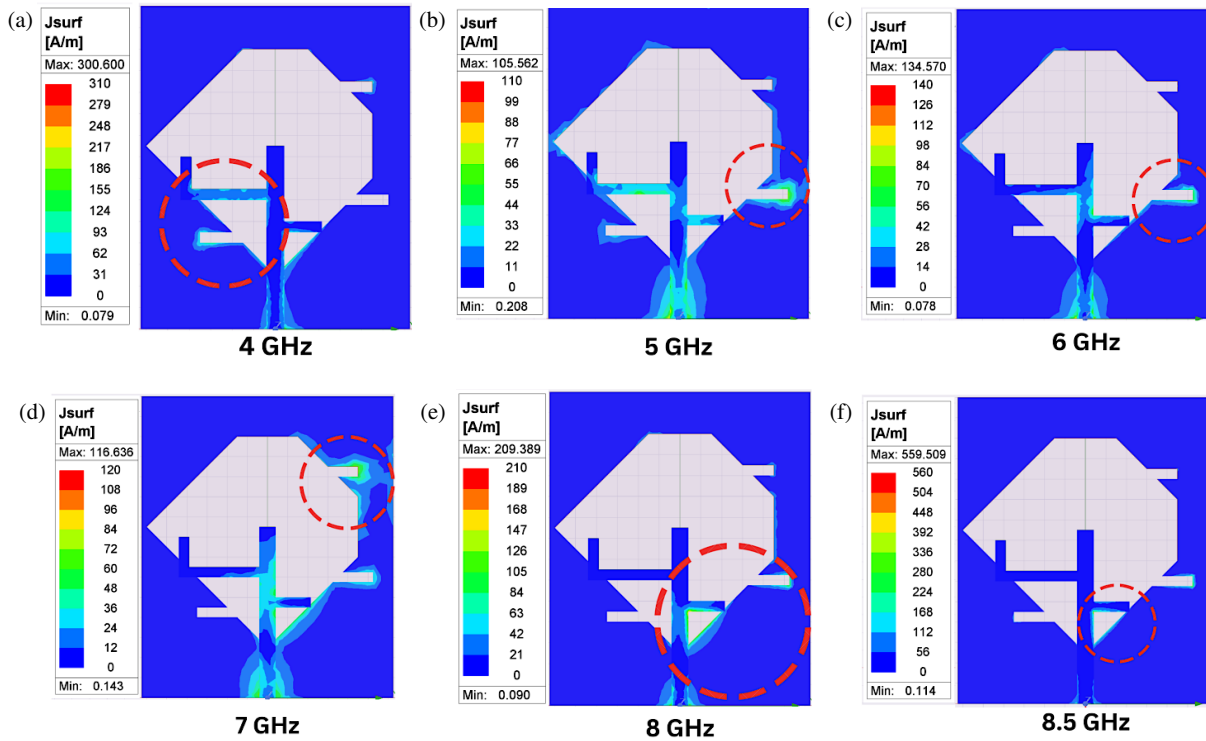 (a)
Jsurf
[A/m]
Max: 300.600
310
279
248
217
186
155
124
93
62
31
0
Min: 0.079
4 GHz
(b)
Jsurf
[A/m]
Max: 105.562
110
99
88
77
66
55
44
33
22
11
0
Min: 0.208
5 GHz
(c)
Jsurf
[A/m]
Max: 134.570
140
126
112
98
84
70
56
42
28
14
0
Min: 0.078
6 GHz
(d)
Jsurf
[A/m]
Max: 116.636
120
108
96
84
72
60
48
36
24
12
0
Min: 0.143
7 GHz
(e)
Jsurf
[A/m]
Max: 209.389
210
189
168
147
126
105
84
63
42
21
0
Min: 0.090
8 GHz
(f)
Jsurf
[A/m]
Max: 559.509
560
504
448
392
336
280
224
168
112
56
0
Min: 0.114
8.5 GHz